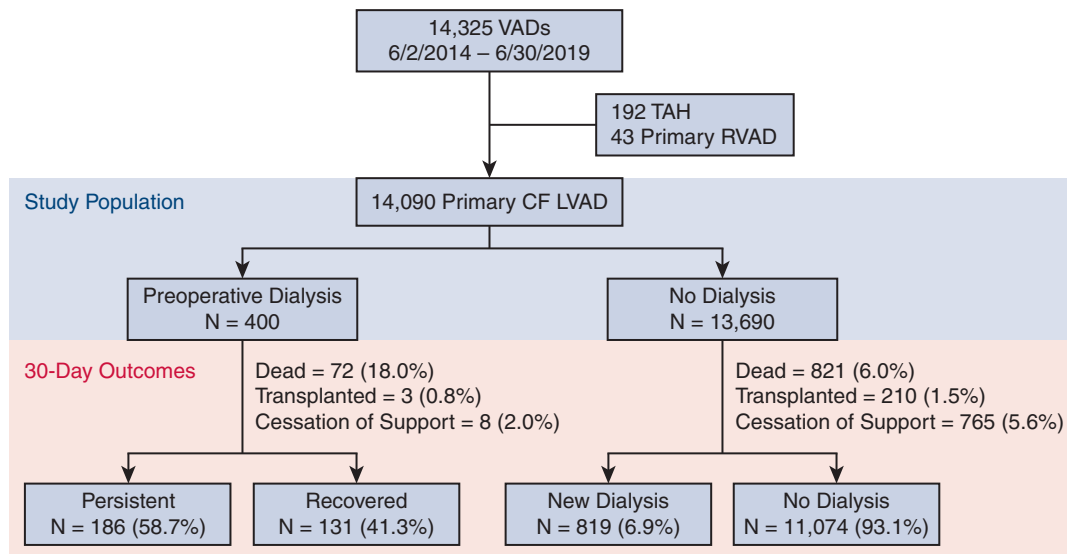 14,325 VADs
6/2/2014 – 6/30/2019
192 TAH
43 Primary RVAD
Study Population
14,090 Primary CF LVAD
Preoperative Dialysis
N = 400
No Dialysis
N = 13,690
30-Day Outcomes
Dead = 72 (18.0%)
Transplanted = 3 (0.8%)
Cessation of Support = 8 (2.0%)
Dead = 821 (6.0%)
Transplanted = 210 (1.5%)
Cessation of Support = 765 (5.6%)
Persistent
N = 186 (58.7%)
Recovered
N = 131 (41.3%)
New Dialysis
N = 819 (6.9%)
No Dialysis
N = 11,074 (93.1%)